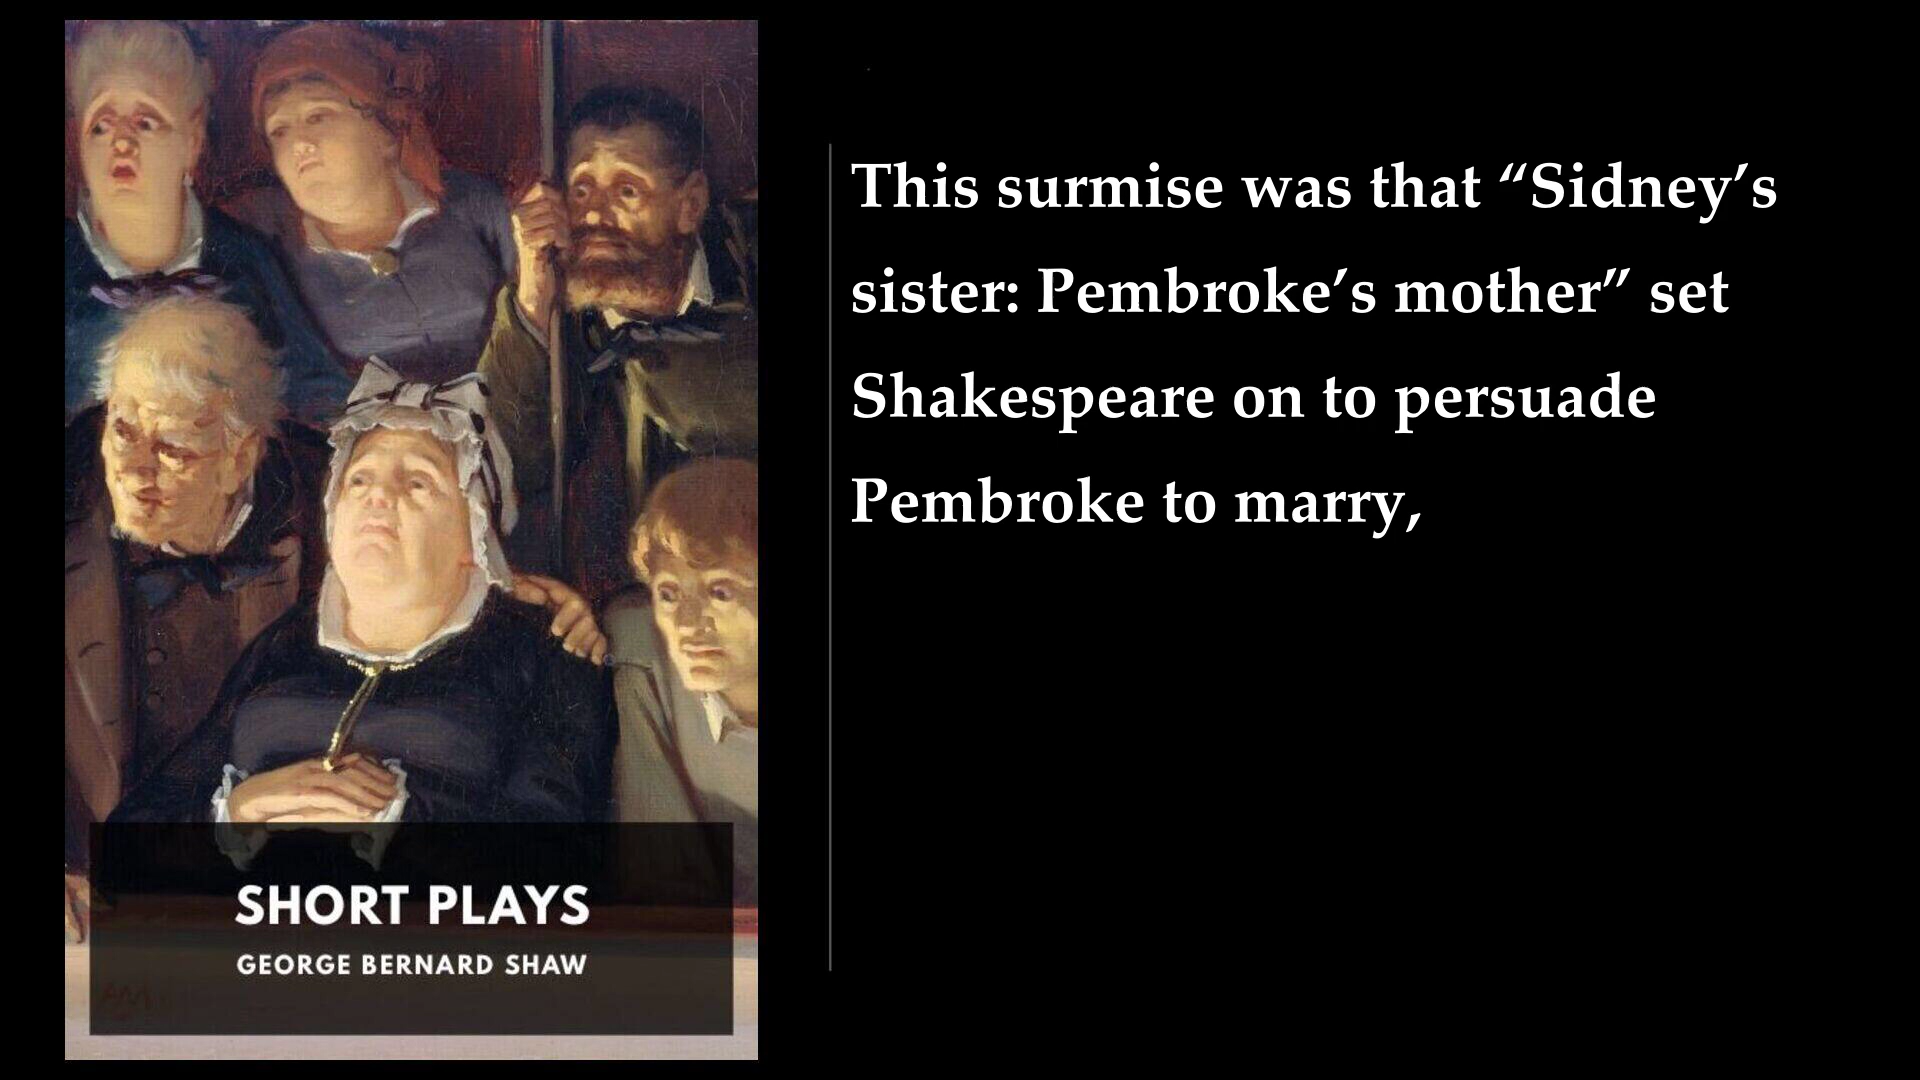 This surmise was that “Sidney’s
sister: Pembroke’s mother” set
Shakespeare on to persuade
Pembroke to marry,
SHORT PLAYS
GEORGE BERNARD SHAW